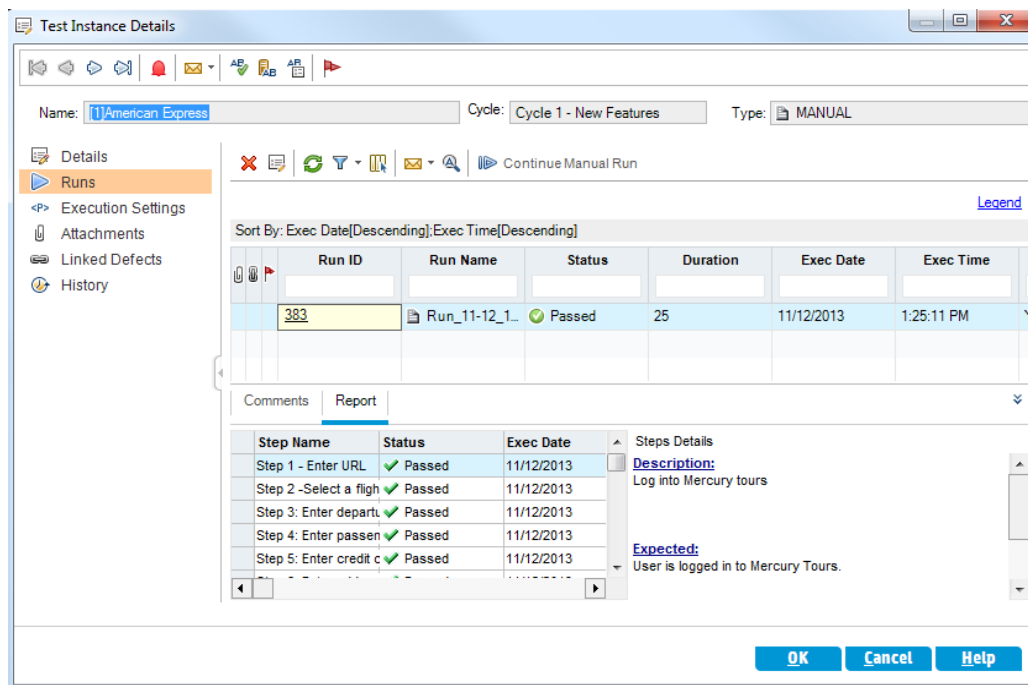 Test Instance Details
Name: [1]American Express Cycle: Cycle 1 - New Features Type: MANUAL
Details
Runs
Execution Settings
Attachments
Linked Defects
History
Continue Manual Run
Legend
Sort By: Exec Date[Descending];Exec Time[Descending]
Run ID Run Name Status Duration Exec Date Exec Time
383 Run_11-12_1... Passed 25 11/12/2013 1:25:11 PM
Comments Report
Step Name Status Exec Date Steps Details
Step 1 - Enter URL Passed 11/12/2013
Step 2 -Select a fligh Passed 11/12/2013
Step 3: Enter departu Passed 11/12/2013
Step 4: Enter passen Passed 11/12/2013
Step 5: Enter credit c Passed 11/12/2013
Description:
Log into Mercury tours
Expected:
User is logged in to Mercury Tours.
OK Cancel Help